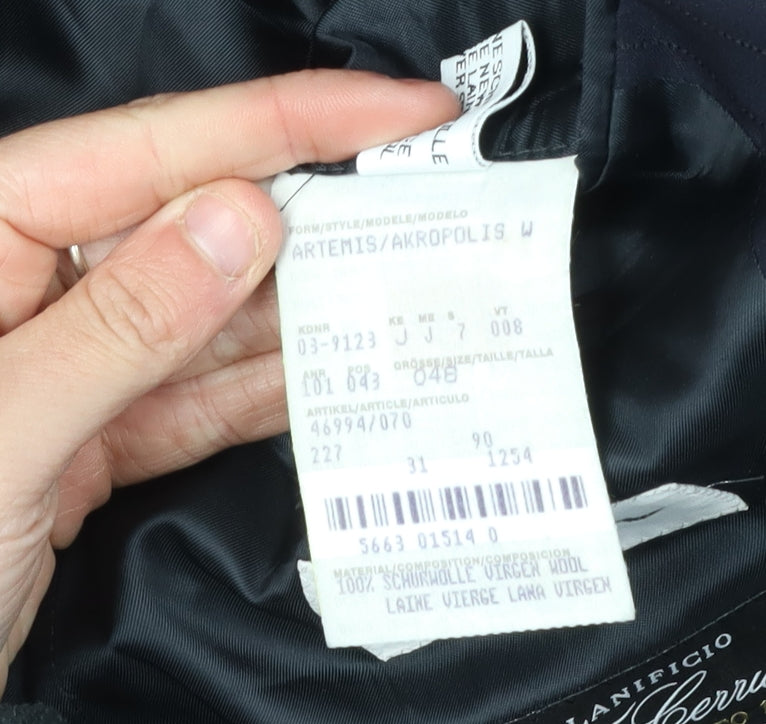 FORM/STYLE/MODELE/MODELO
ARTEMIS/AKROPOLIS W
KDNR KE ME S VT
03-9123 J J 7 008
ANR POS GRÖSSE/SIZE/TAILLE/TALLA
101 043 048
ARTIKEL/ARTICLE/ARTICULO
46994/070
227 31 90 1254
5663 01514 0
MATERIAL/COMPOSITION/COMPOSICION
100% SCHURWOLLE VIRGEN WOOL
LAINE VIERGE LANA VIRGEN
LANIFICIO
Cerru